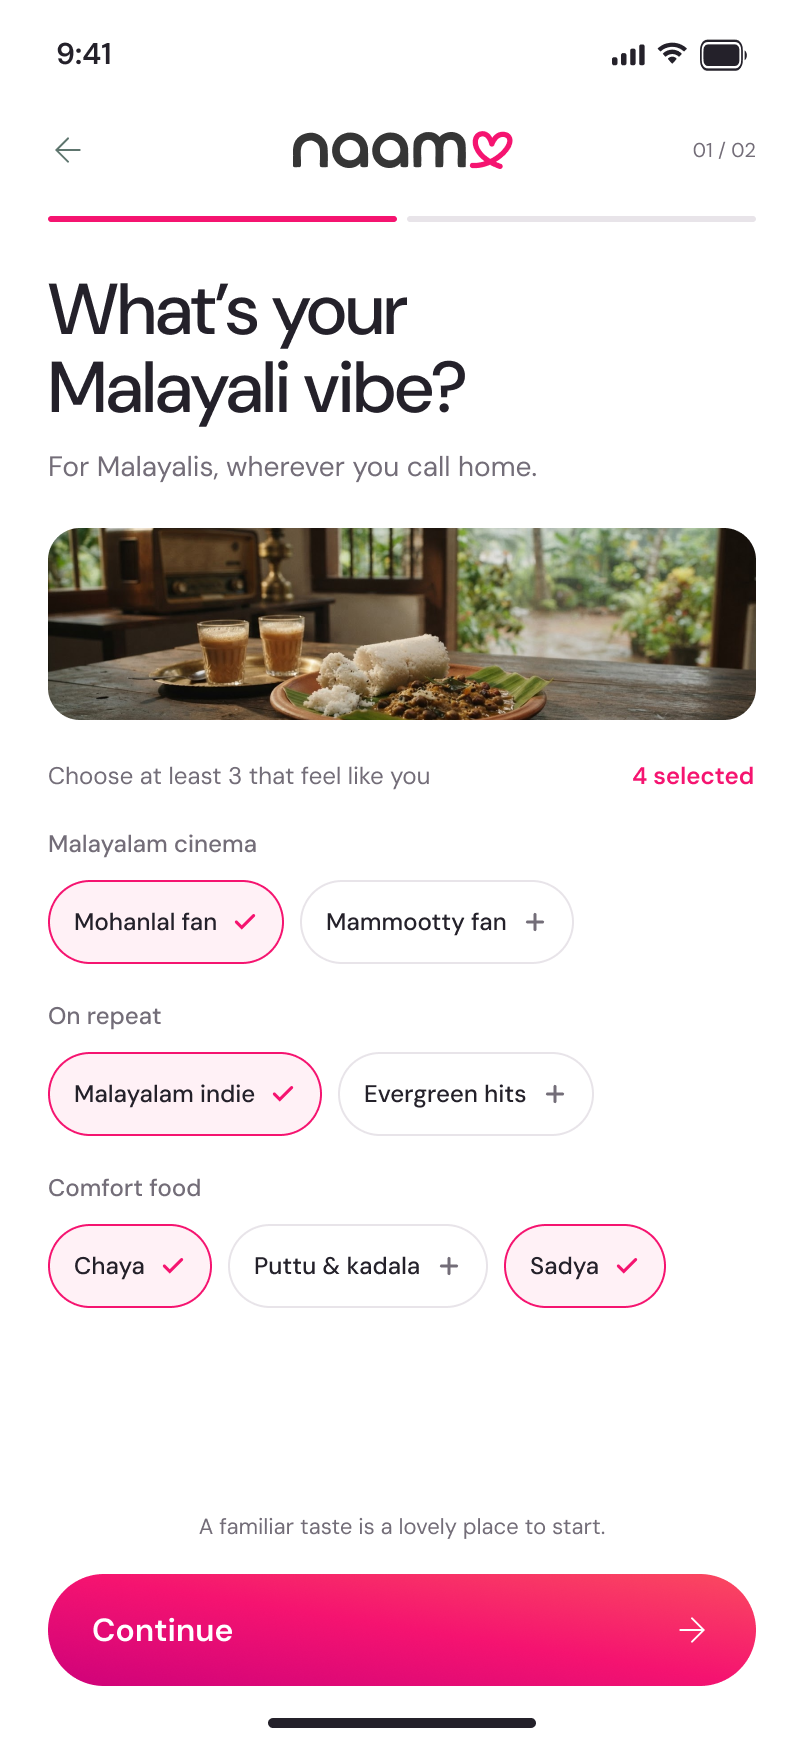 9:41
naam
01 / 02
What’s your
Malayali vibe?
For Malayalis, wherever you call home.
Choose at least 3 that feel like you
4 selected
Malayalam cinema
Mohanlal fan
Mammootty fan
On repeat
Malayalam indie
Evergreen hits
Comfort food
Chaya
Puttu & kadala
Sadya
A familiar taste is a lovely place to start.
Continue